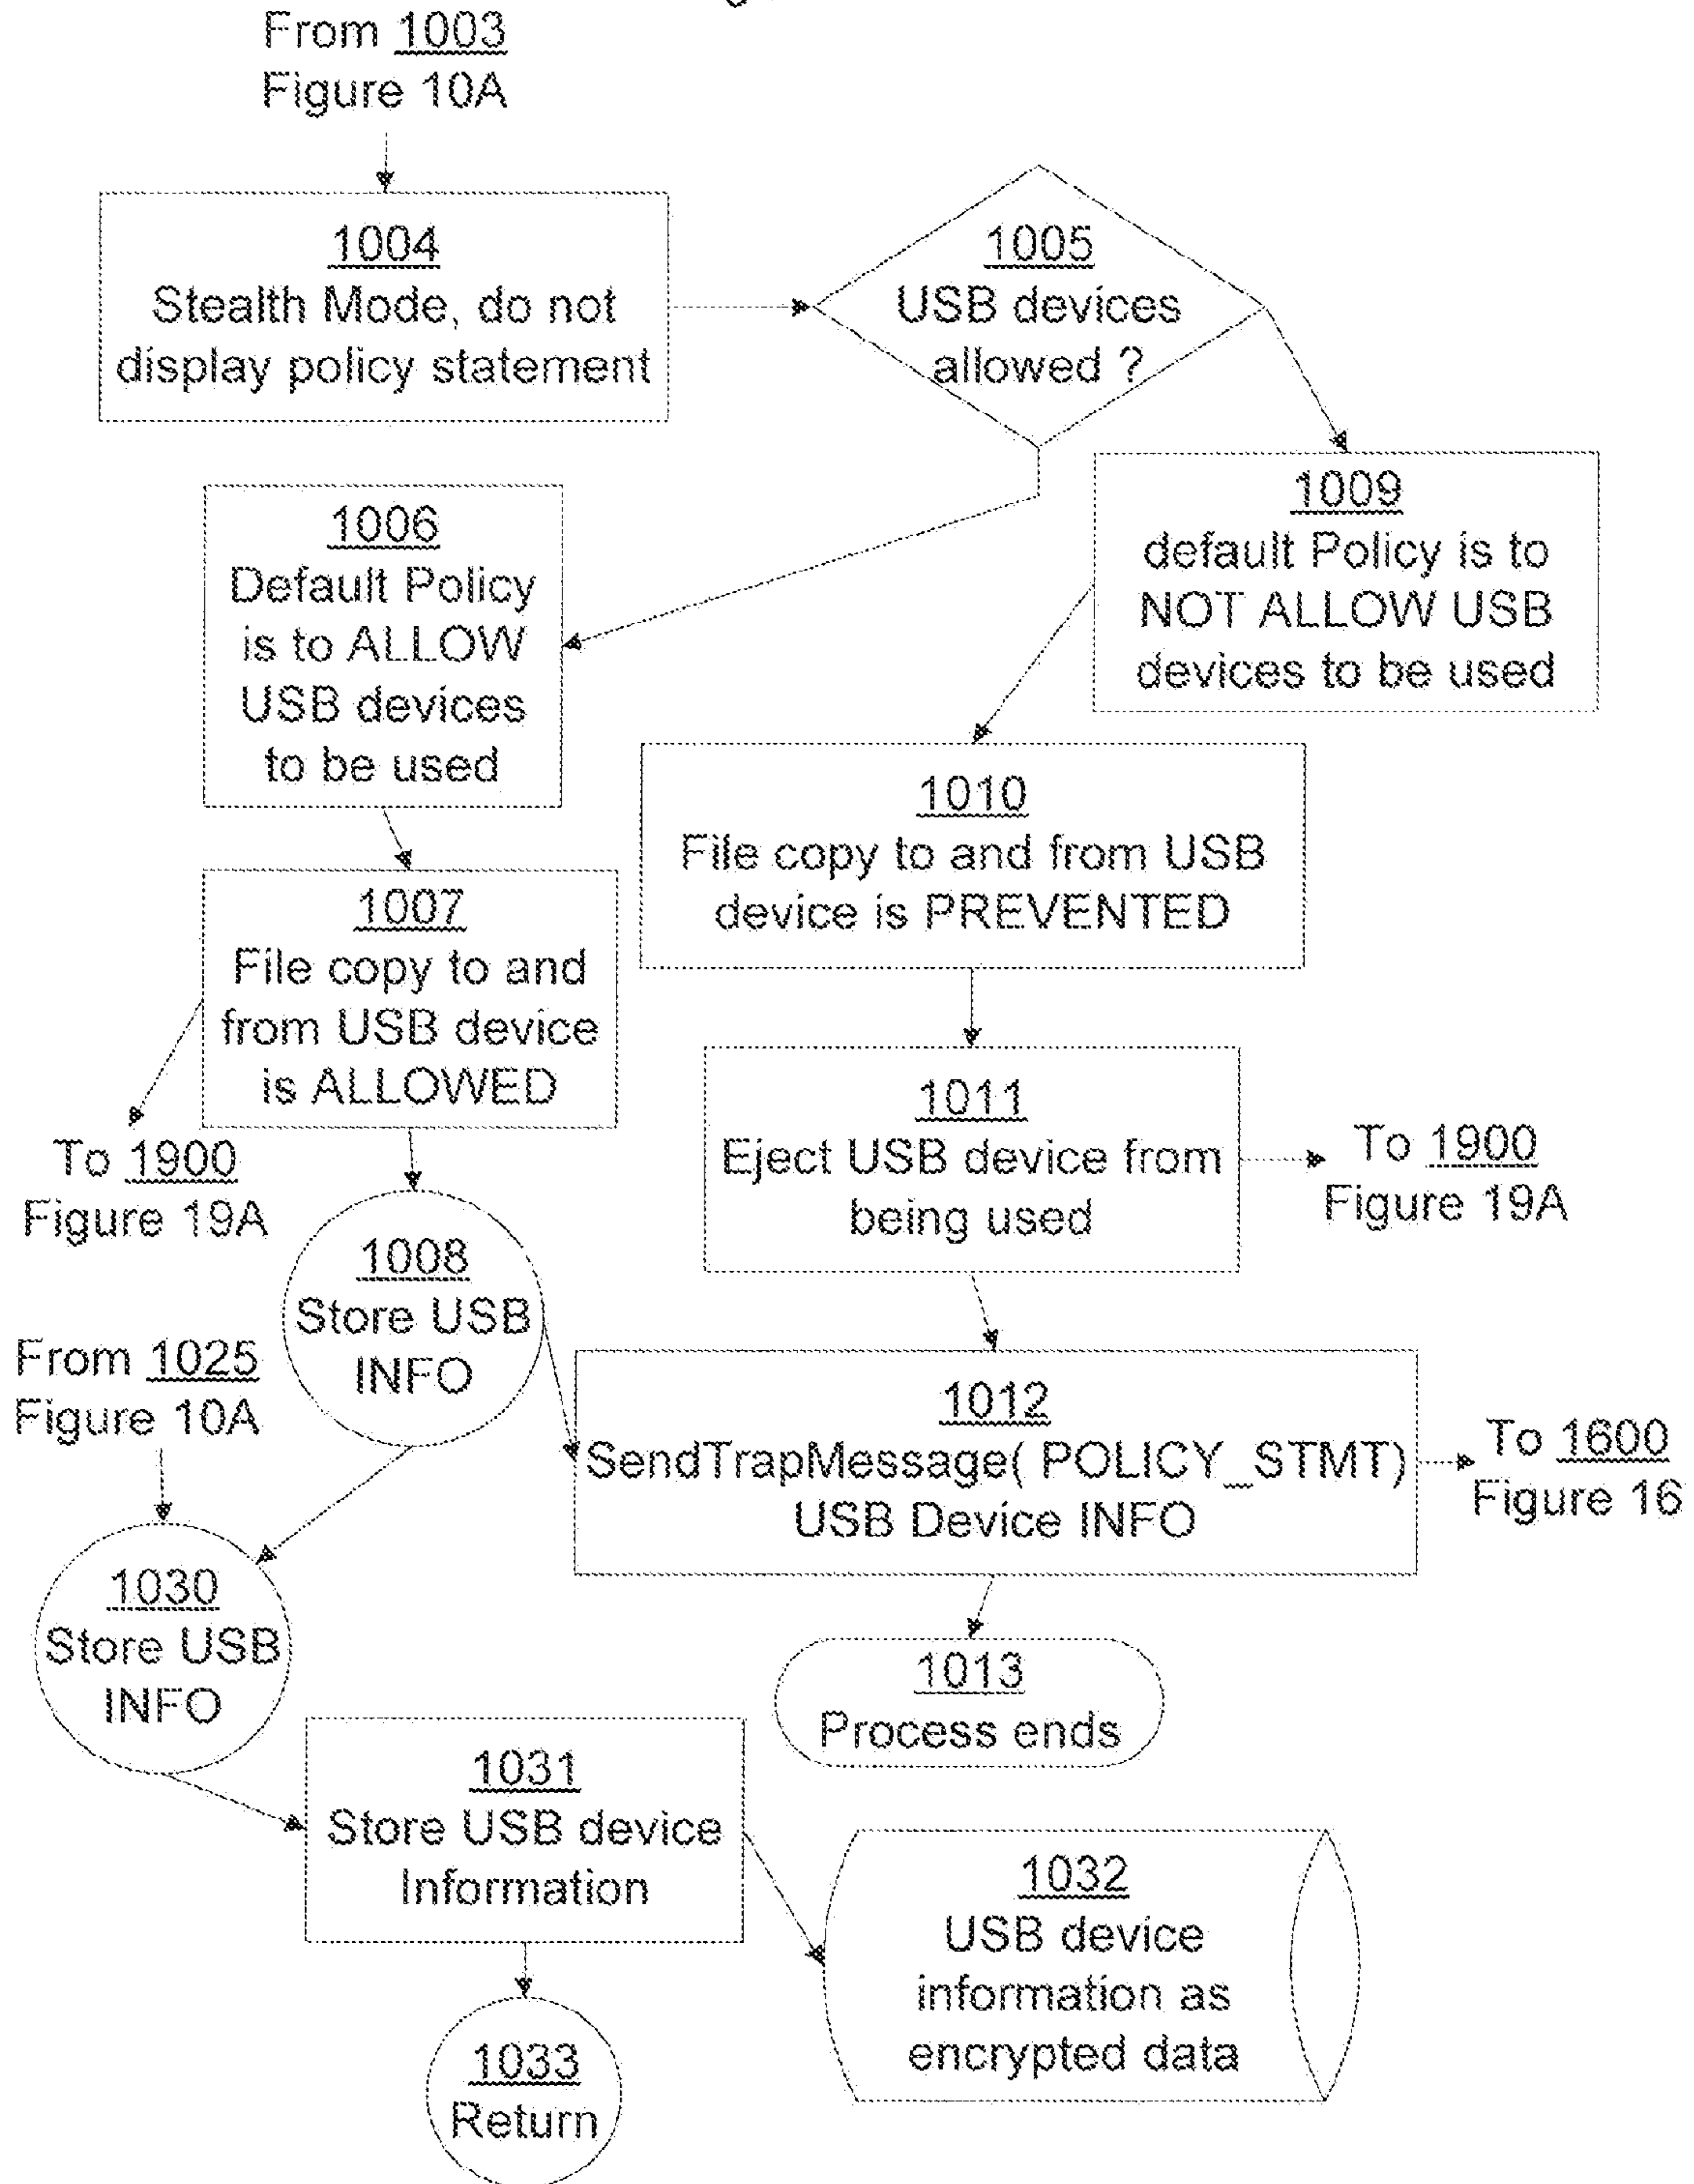 From 1003
Figure 10A
1004
Stealth Mode, do not
display policy statement
1005
USB devices
allowed ?
1006
Default Policy
is to ALLOW
USB devices
to be used
1009
default Policy is to
NOT ALLOW USB
devices to be used
1010
File copy to and from USB
device is PREVENTED
1007
File copy to and
from USB device
is ALLOWED
To 1900
Figure 19A
1011
Eject USB device from
being used
To 1900
Figure 19A
1008
Store USB
INFO
From 1025
Figure 10A
1012
SendTrapMessage( POLICY_STMT)
USB Device INFO
To 1600
Figure 16
1030
Store USB
INFO
1013
Process ends
1031
Store USB device
Information
1032
USB device
information as
encrypted data
1033
Return